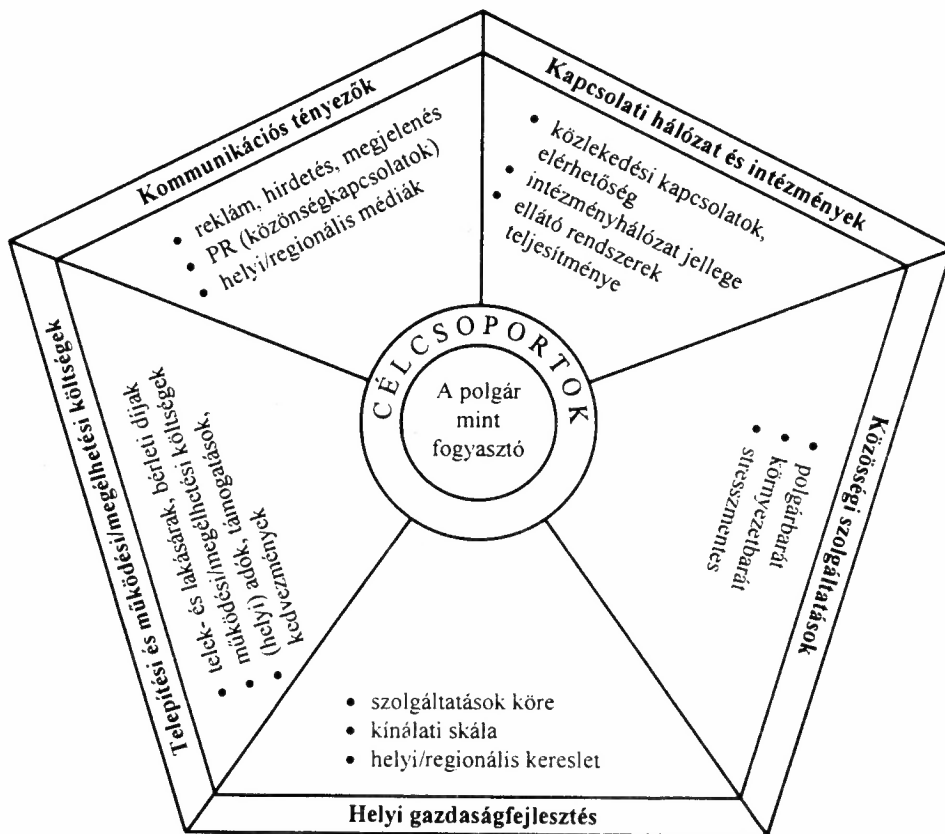 Kommunikációs tényezők
• reklám, hirdetés, megjelenés
• PR (közönségkapcsolatok)
• helyi/regionális médiák
Kapcsolati hálózat és intézmények
• közlekedési kapcsolatok,
elérhetőség
• intézményhálózat jellege
• ellátó rendszerek
teljesítménye
CÉLCSOPORTOK
A polgár
mint
fogyasztó
Telepítési és működési/megélhetési költségek
• telek- és lakásárak, bérleti díjak
• működési/megélhetési költségek
• (helyi) adók, támogatások,
• kedvezmények
Közösségi szolgáltatások
• polgárbarát
• környezetbarát
• stresszmentes
• szolgáltatások köre
• kínálati skála
• helyi/regionális kereslet
Helyi gazdaságfejlesztés